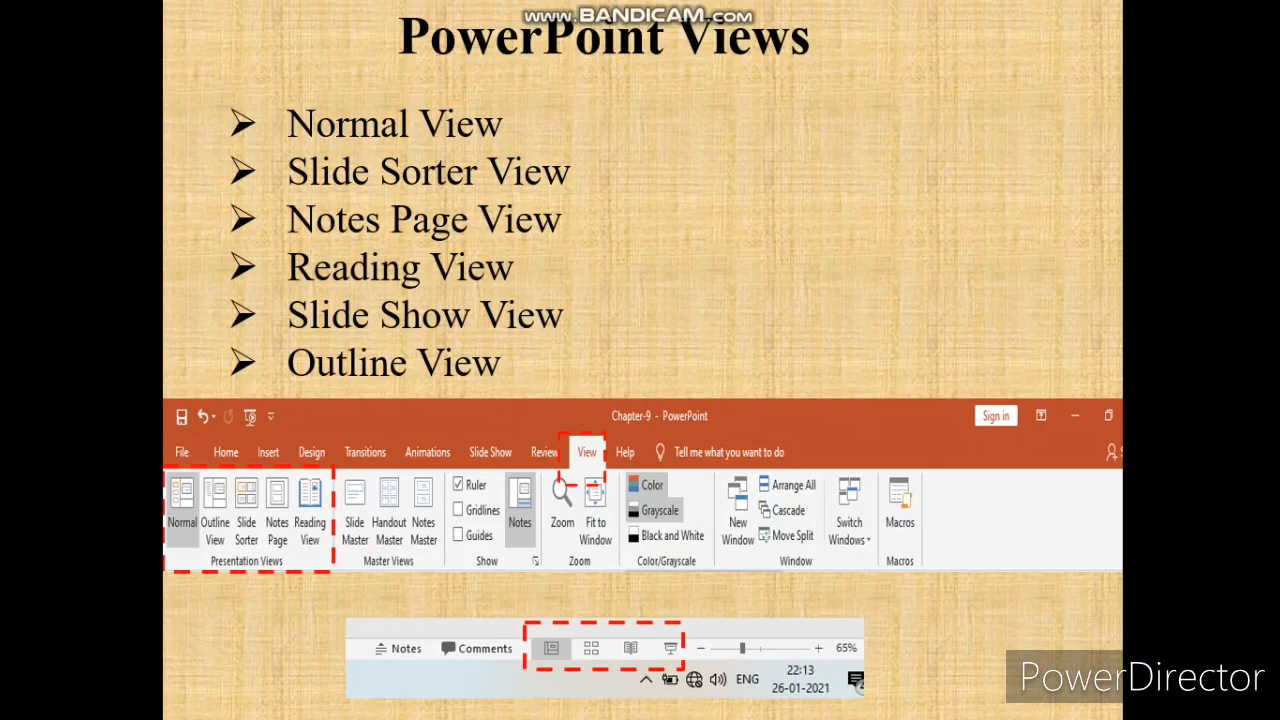 www.BANDICAM.com
PowerPoint Views
Normal View
Slide Sorter View
Notes Page View
Reading View
Slide Show View
Outline View
Chapter-9 - PowerPoint
Sign in
File Home Insert Design Transitions Animations Slide Show Review View Help Tell me what you want to do
Normal
Outline View
Slide Sorter
Notes Page
Reading View
Presentation Views
Slide Master
Handout Master
Notes Master
Master Views
Ruler
Gridlines
Guides
Show
Notes
Zoom
Fit to Window
Zoom
Color
Grayscale
Black and White
Color/Grayscale
New Window
Arrange All
Cascade
Move Split
Switch Windows
Window
Macros
Macros
Notes Comments 65%
ENG
22:13
26-01-2021
PowerDirector